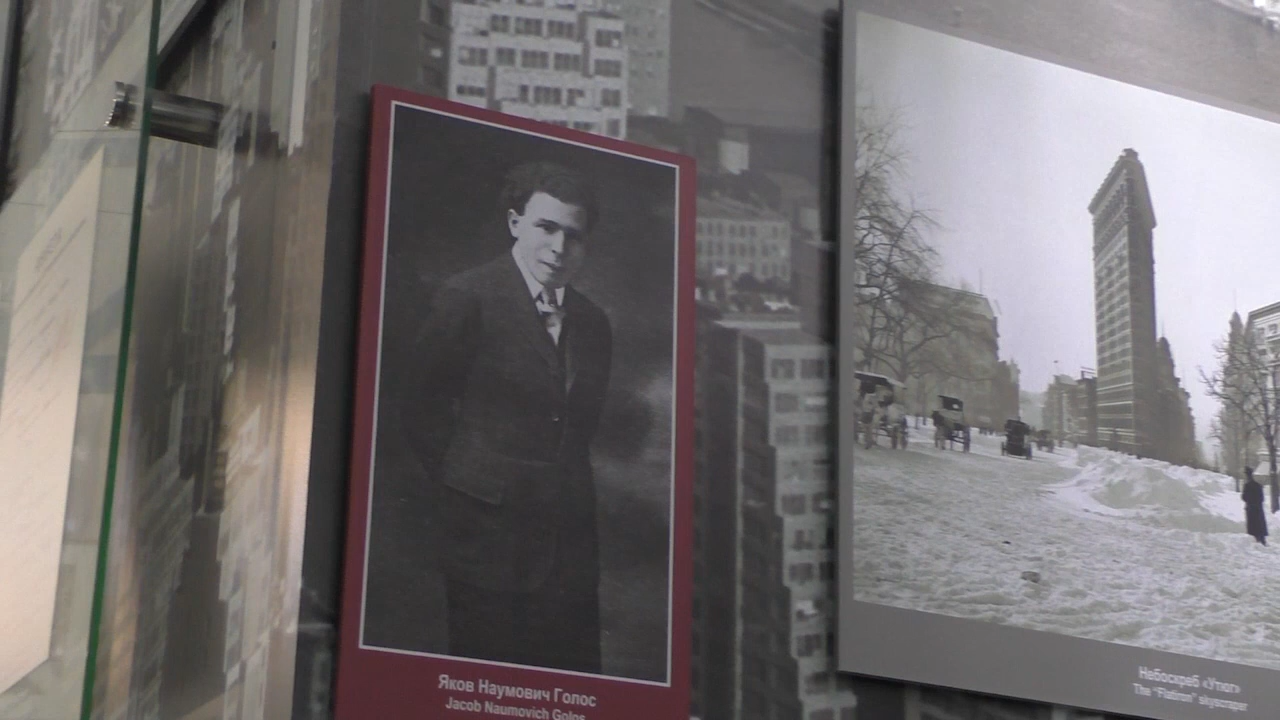 Яков Наумович Голос
Jacob Naumovich Golos
Небоскреб «Утюг»
The "Flatiron" skyscraper